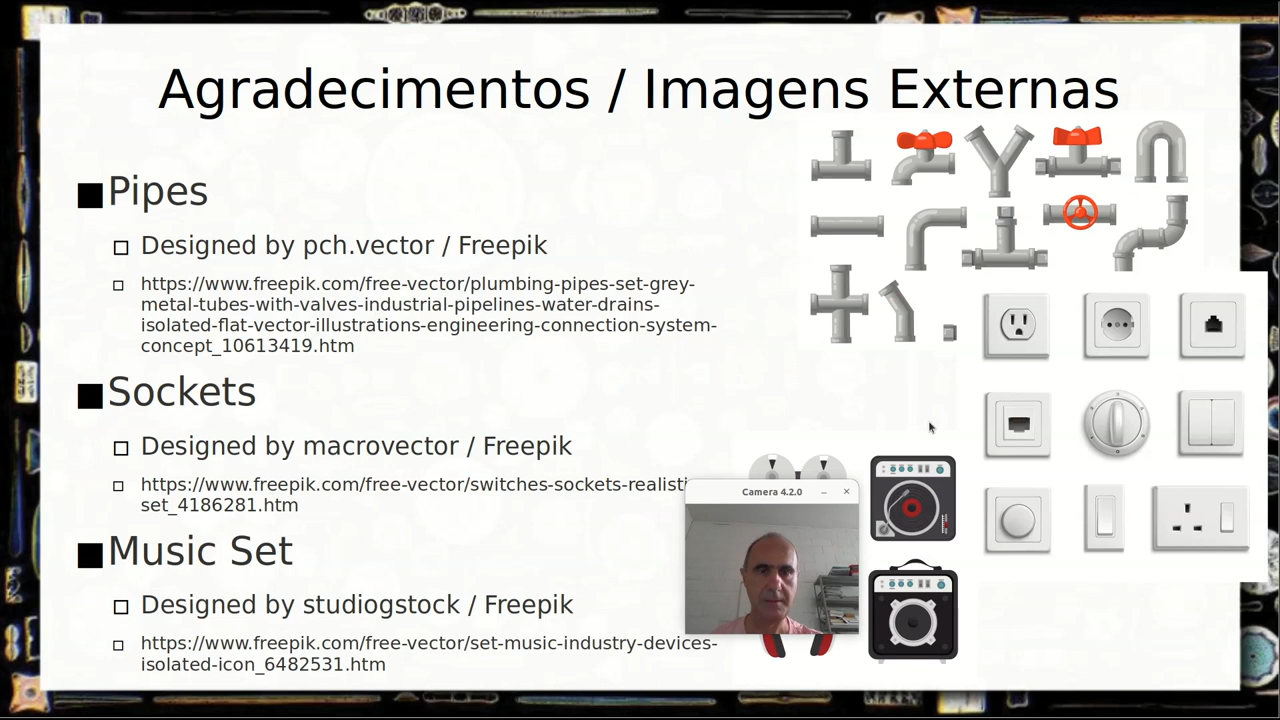 Agradecimentos / Imagens Externas
Pipes
Designed by pch.vector / Freepik
https://www.freepik.com/free-vector/plumbing-pipes-set-grey-
metal-tubes-with-valves-industrial-pipelines-water-drains-
isolated-flat-vector-illustrations-engineering-connection-system-
concept_10613419.htm
Sockets
Designed by macrovector / Freepik
https://www.freepik.com/free-vector/switches-sockets-realisti
set_4186281.htm
Music Set
Designed by studiogstock / Freepik
https://www.freepik.com/free-vector/set-music-industry-devices-
isolated-icon_6482531.htm
Camera 4.2.0